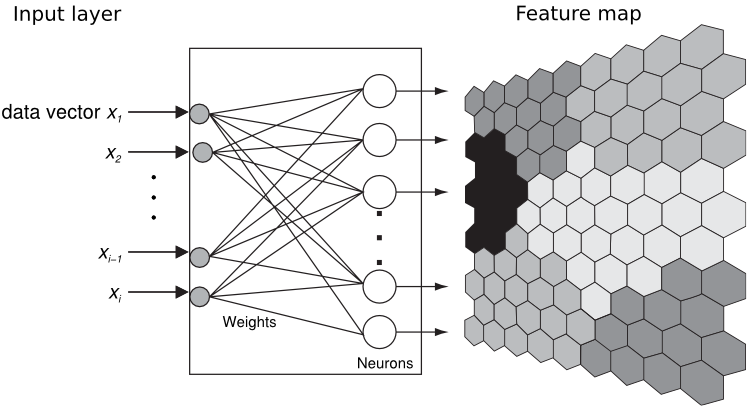 Input layer
Feature map
data vector x1
x2
xi–1
xi
Weights
Neurons